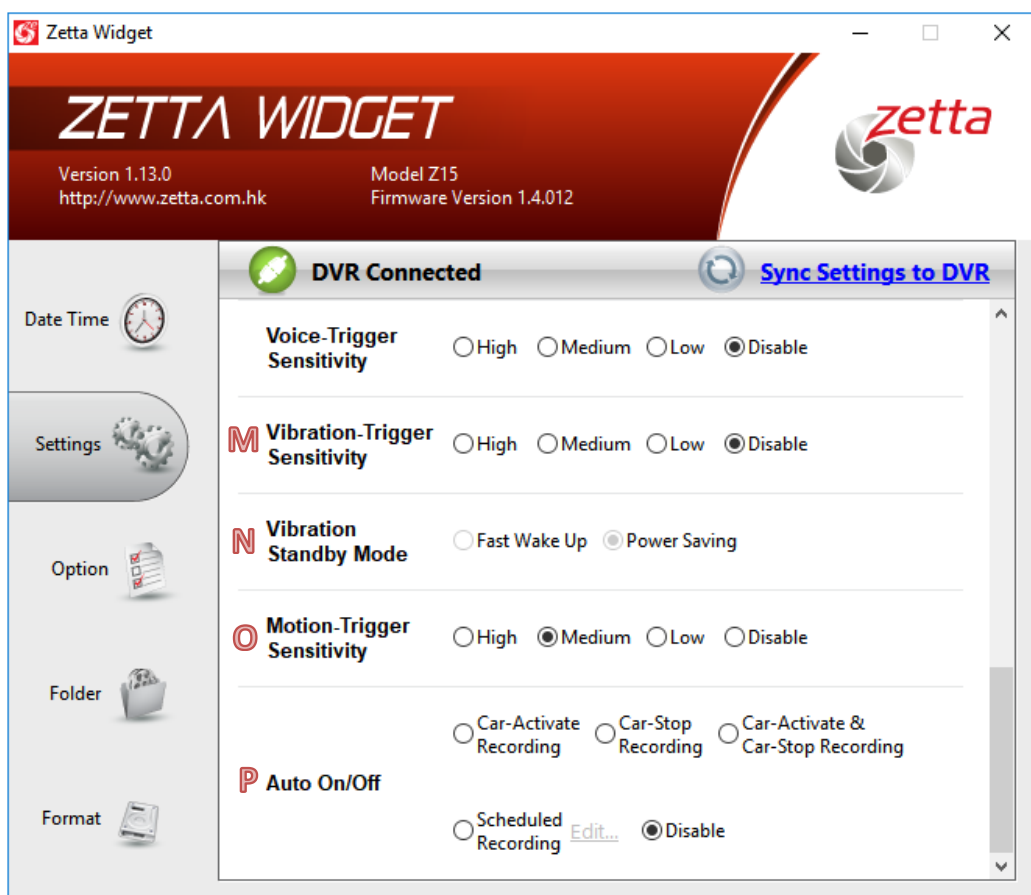 Zetta Widget
ZETTA WIDGET
zetta
Version 1.13.0 Model Z15
http://www.zetta.com.hk Firmware Version 1.4.012
DVR Connected Sync Settings to DVR
Date Time
Settings
Option
Folder
Format
Voice-Trigger
Sensitivity
High Medium Low Disable
M Vibration-Trigger
Sensitivity
High Medium Low Disable
N Vibration
Standby Mode
Fast Wake Up Power Saving
O Motion-Trigger
Sensitivity
High Medium Low Disable
P Auto On/Off
Car-Activate
Recording
Car-Stop
Recording
Car-Activate &
Car-Stop Recording
Scheduled
Recording
Edit...
Disable